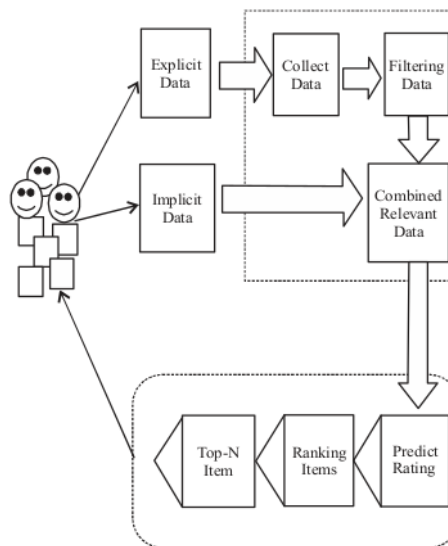 Explicit
Data
Collect
Data
Filtering
Data
Implicit
Data
Combined
Relevant
Data
Top-N
Item
Ranking
Items
Predict
Rating